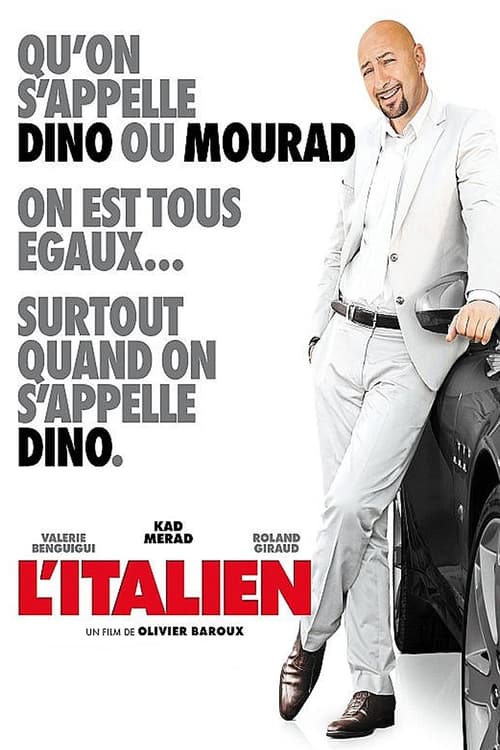 QU'ON
S'APPELLE
DINO OU MOURAD
ON EST TOUS
EGAUX...
SURTOUT
QUAND ON
S'APPELLE
DINO.
VALERIE BENGUIGUI
KAD MERAD
ROLAND GIRAUD
L'ITALIEN
UN FILM DE OLIVIER BAROUX